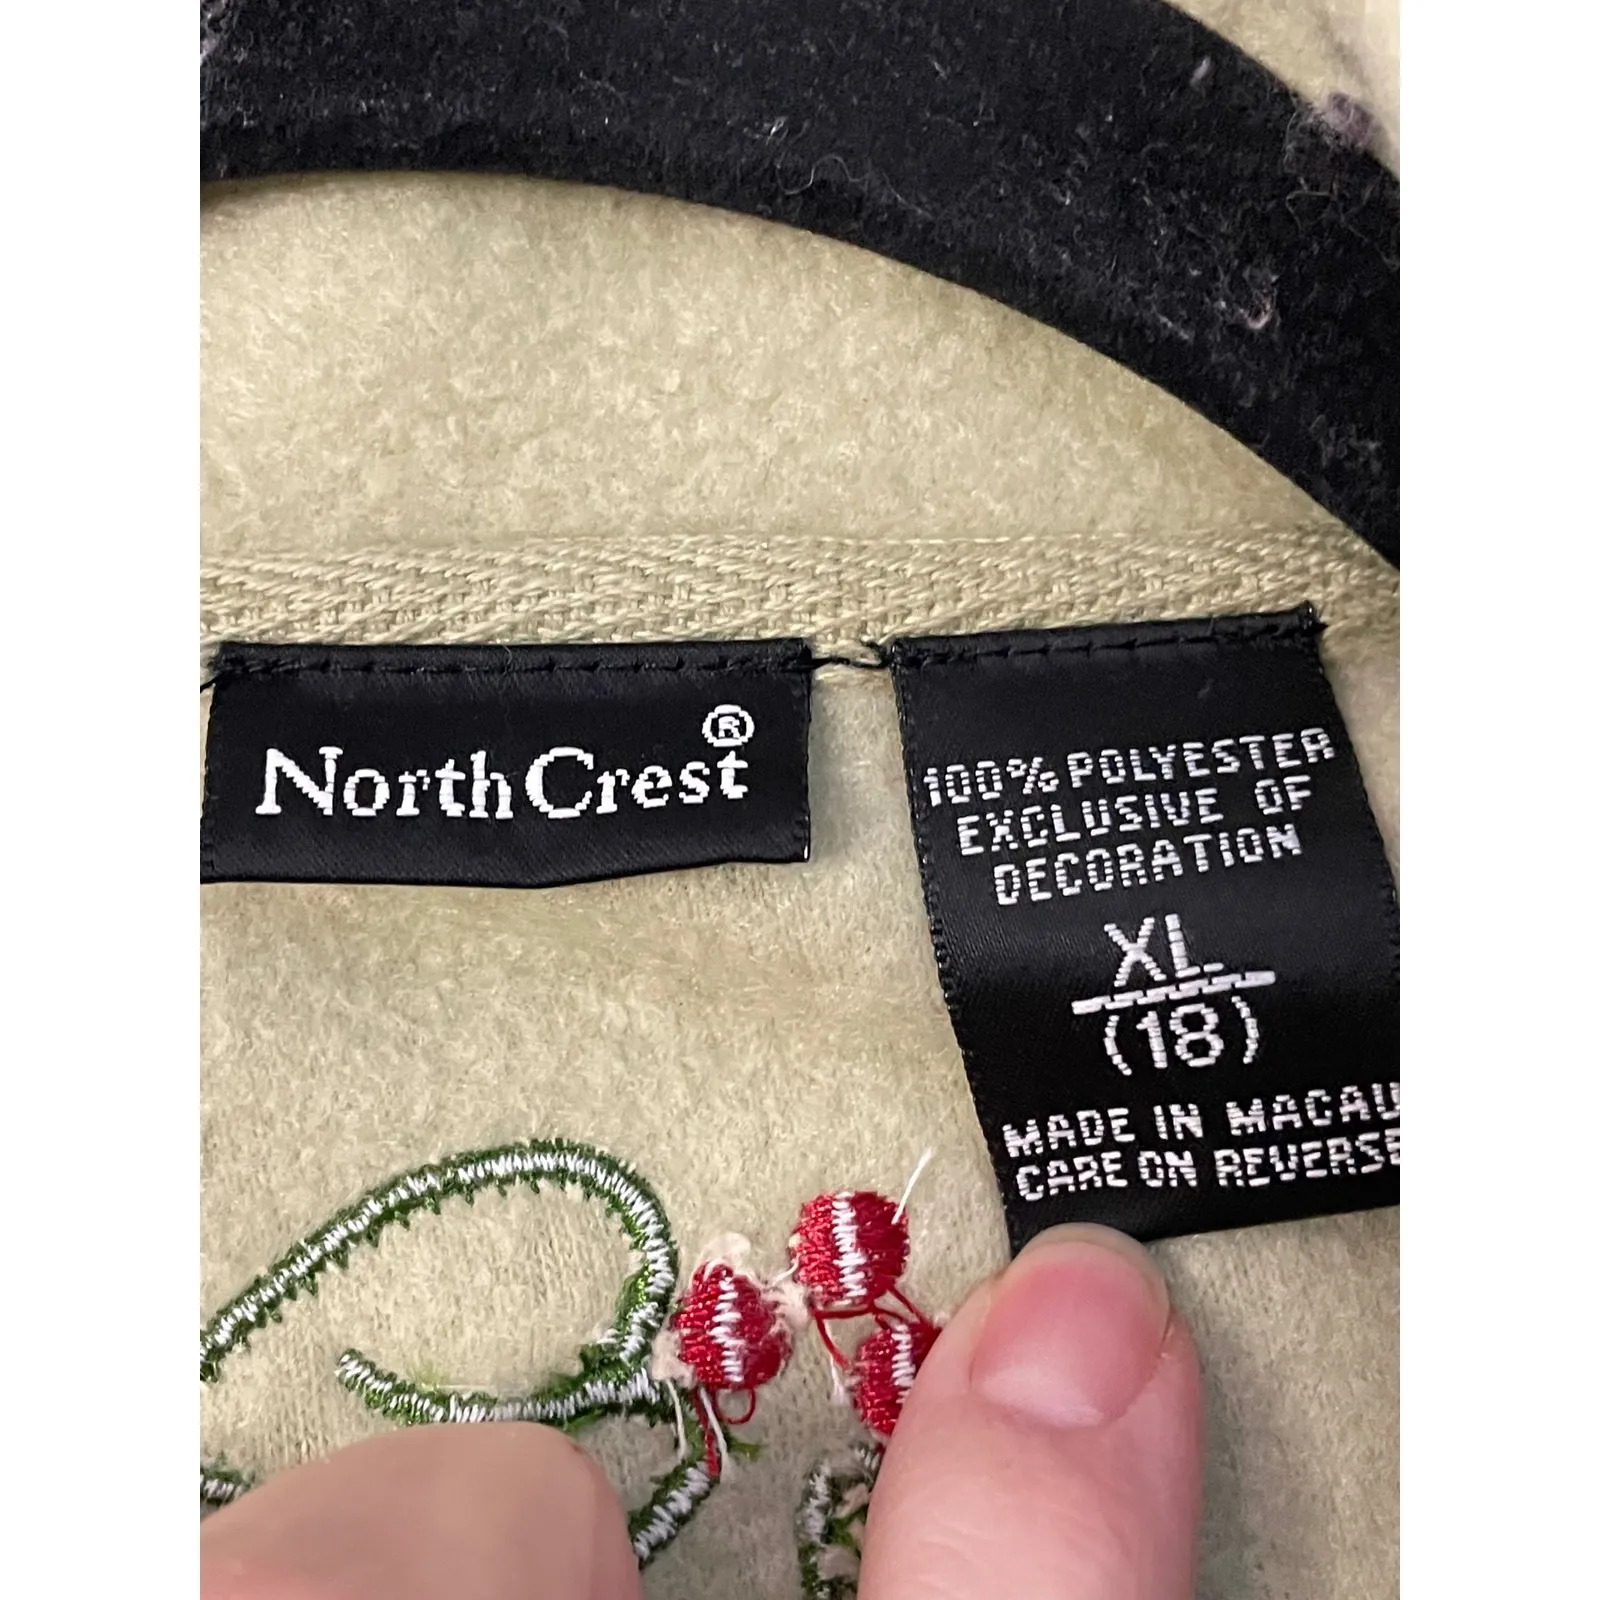 NorthCrest®
100% POLYESTER
EXCLUSIVE OF
DECORATION
XL
(18)
MADE IN MACAU
CARE ON REVERSE